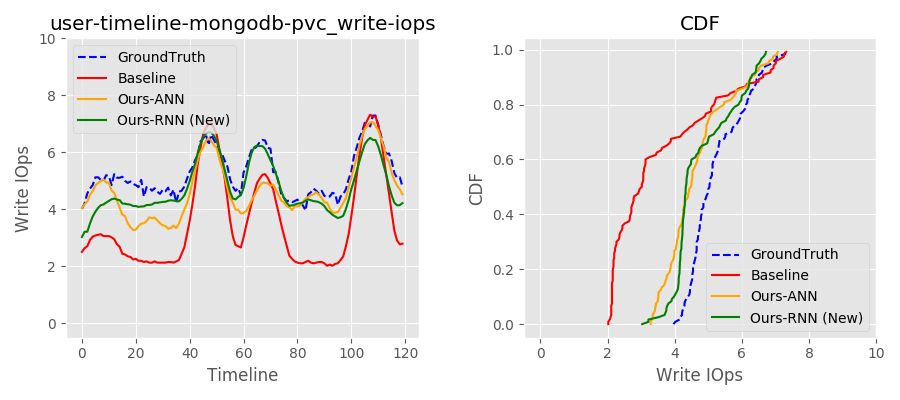 user-timeline-mongodb-pvc_write-iops
10
8
6
4
2
0
Write IOps
GroundTruth
Baseline
Ours-ANN
Ours-RNN (New)
0 20 40 60 80 100 120
Timeline
CDF
1.0
0.8
0.6
0.4
0.2
0.0
CDF
GroundTruth
Baseline
Ours-ANN
Ours-RNN (New)
0 2 4 6 8 10
Write IOps